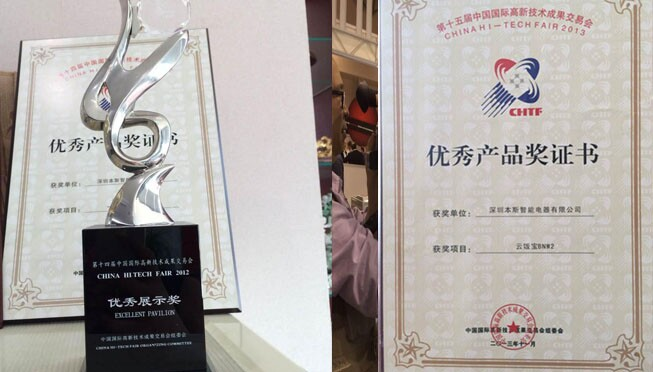 第十四届中国国际高新技术成
优秀产品奖证书
获奖单位：
深圳本斯智
获奖项目：
第十四届中国国际高新技术成果交易会
CHINA HI TECH FAIR 2012
优秀展示奖
EXCELLENT PAVILION
中国国际高新技术成果交易会组委会
CHINA HI-TECH FAIR ORGANIZING COMMITTEE
第十五届中国国际高新技术成果交易会
CHINA HI-TECH FAIR 2013
CHTF
优秀产品奖证书
获奖单位：深圳本斯智能电器有限公司
获奖项目：云饭宝BNW2
中国国际高新技术成果交易会组委会
二〇一三年十一月